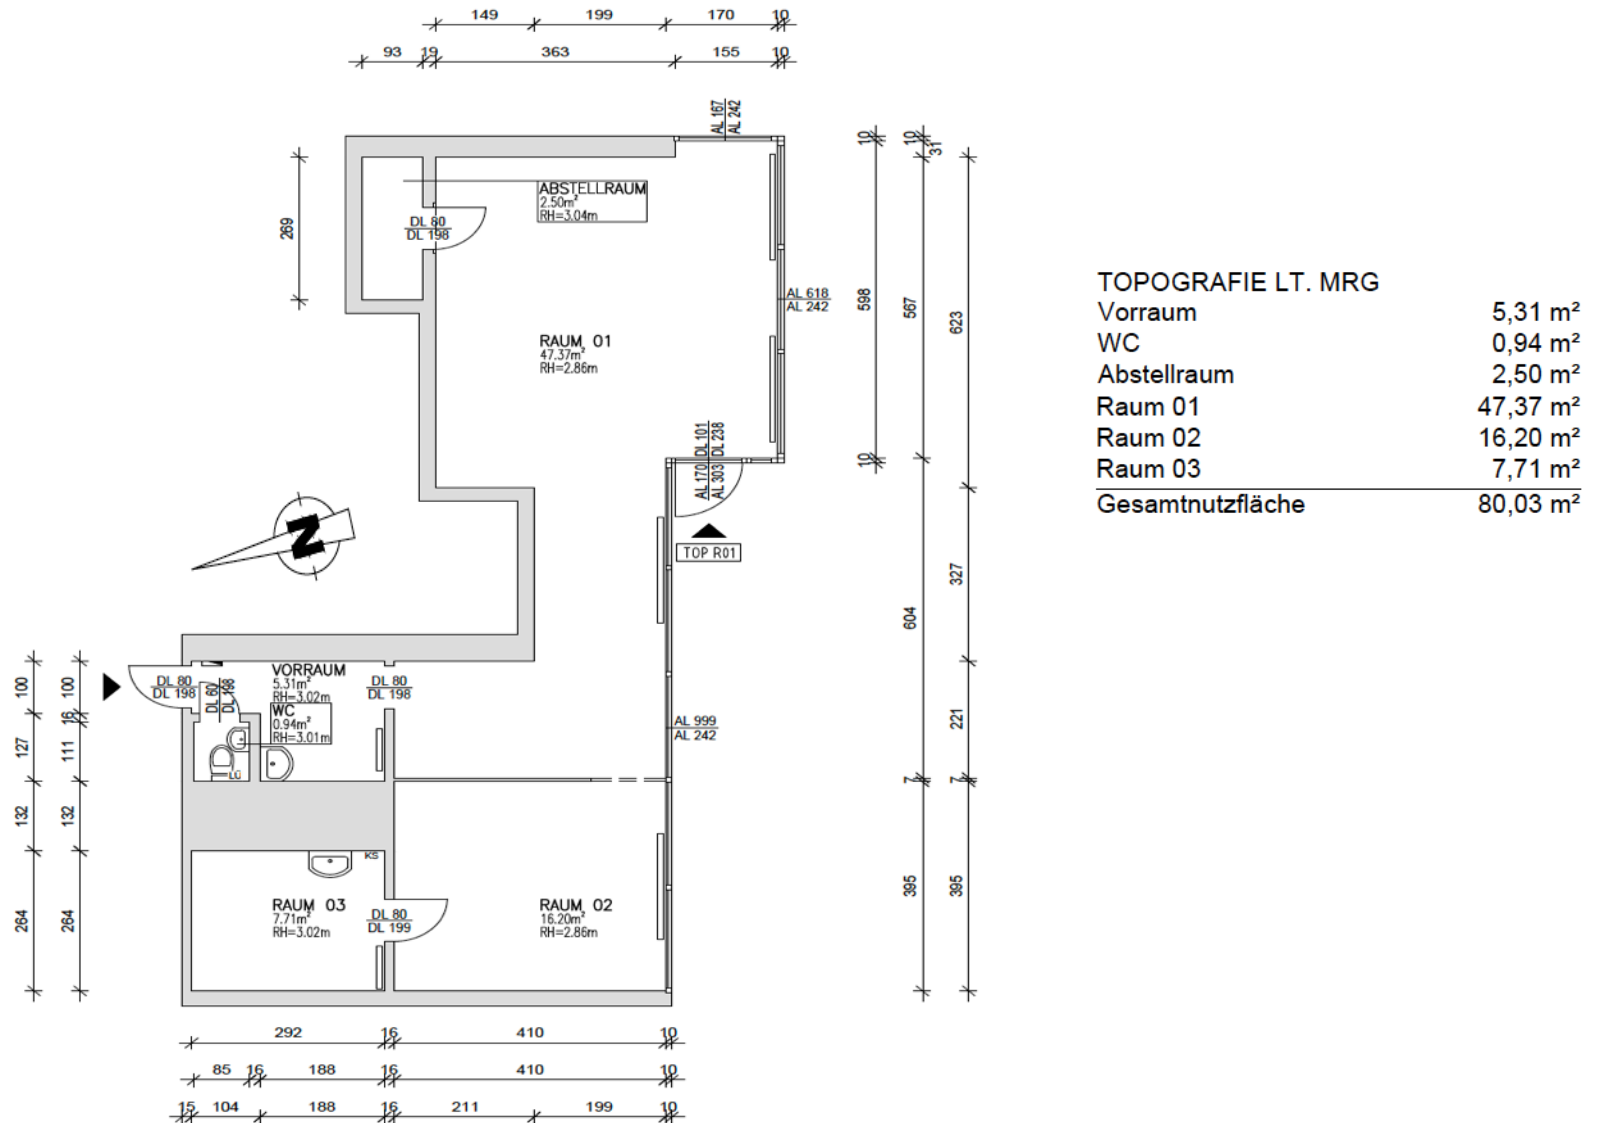 149 199 170 10
93 19 363 155 10
AL 167
AL 242
10 10 31
ABSTELLRAUM
2.50m²
RH=3.04m
DL 80
DL 198
269
AL 618
AL 242
598 567 623
RAUM 01
47.37m²
RH=2.86m
DL 101
DL 238
AL 170
AL 303
10
TOP R01
N
327
604
VORRAUM
5.31m²
RH=3.02m
DL 80
DL 198
DL 60
DL 198
DL 80
DL 198
WC
0.94m²
RH=3.01m
LÜ
100 100
16
127 111
132 132
264 264
AL 999
AL 242
221
7 7
395 395
KS
RAUM 03
7.71m²
RH=3.02m
DL 80
DL 199
RAUM 02
16.20m²
RH=2.86m
292 16 410 10
85 16 188 16 410 10
15 104 188 16 211 199 10
TOPOGRAFIE LT. MRG
Vorraum 5,31 m²
WC 0,94 m²
Abstellraum 2,50 m²
Raum 01 47,37 m²
Raum 02 16,20 m²
Raum 03 7,71 m²
Gesamtnutzfläche 80,03 m²